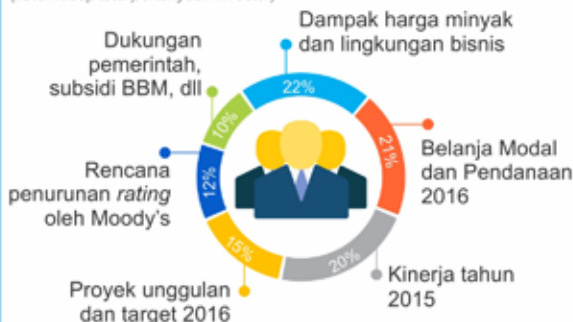 Dampak harga minyak
dan lingkungan bisnis
22%
Belanja Modal
dan Pendanaan
2016
21%
Kinerja tahun
2015
20%
Proyek unggulan
dan target 2016
15%
Rencana
penurunan rating
oleh Moody's
12%
Dukungan
pemerintah,
subsidi BBM, dll
10%